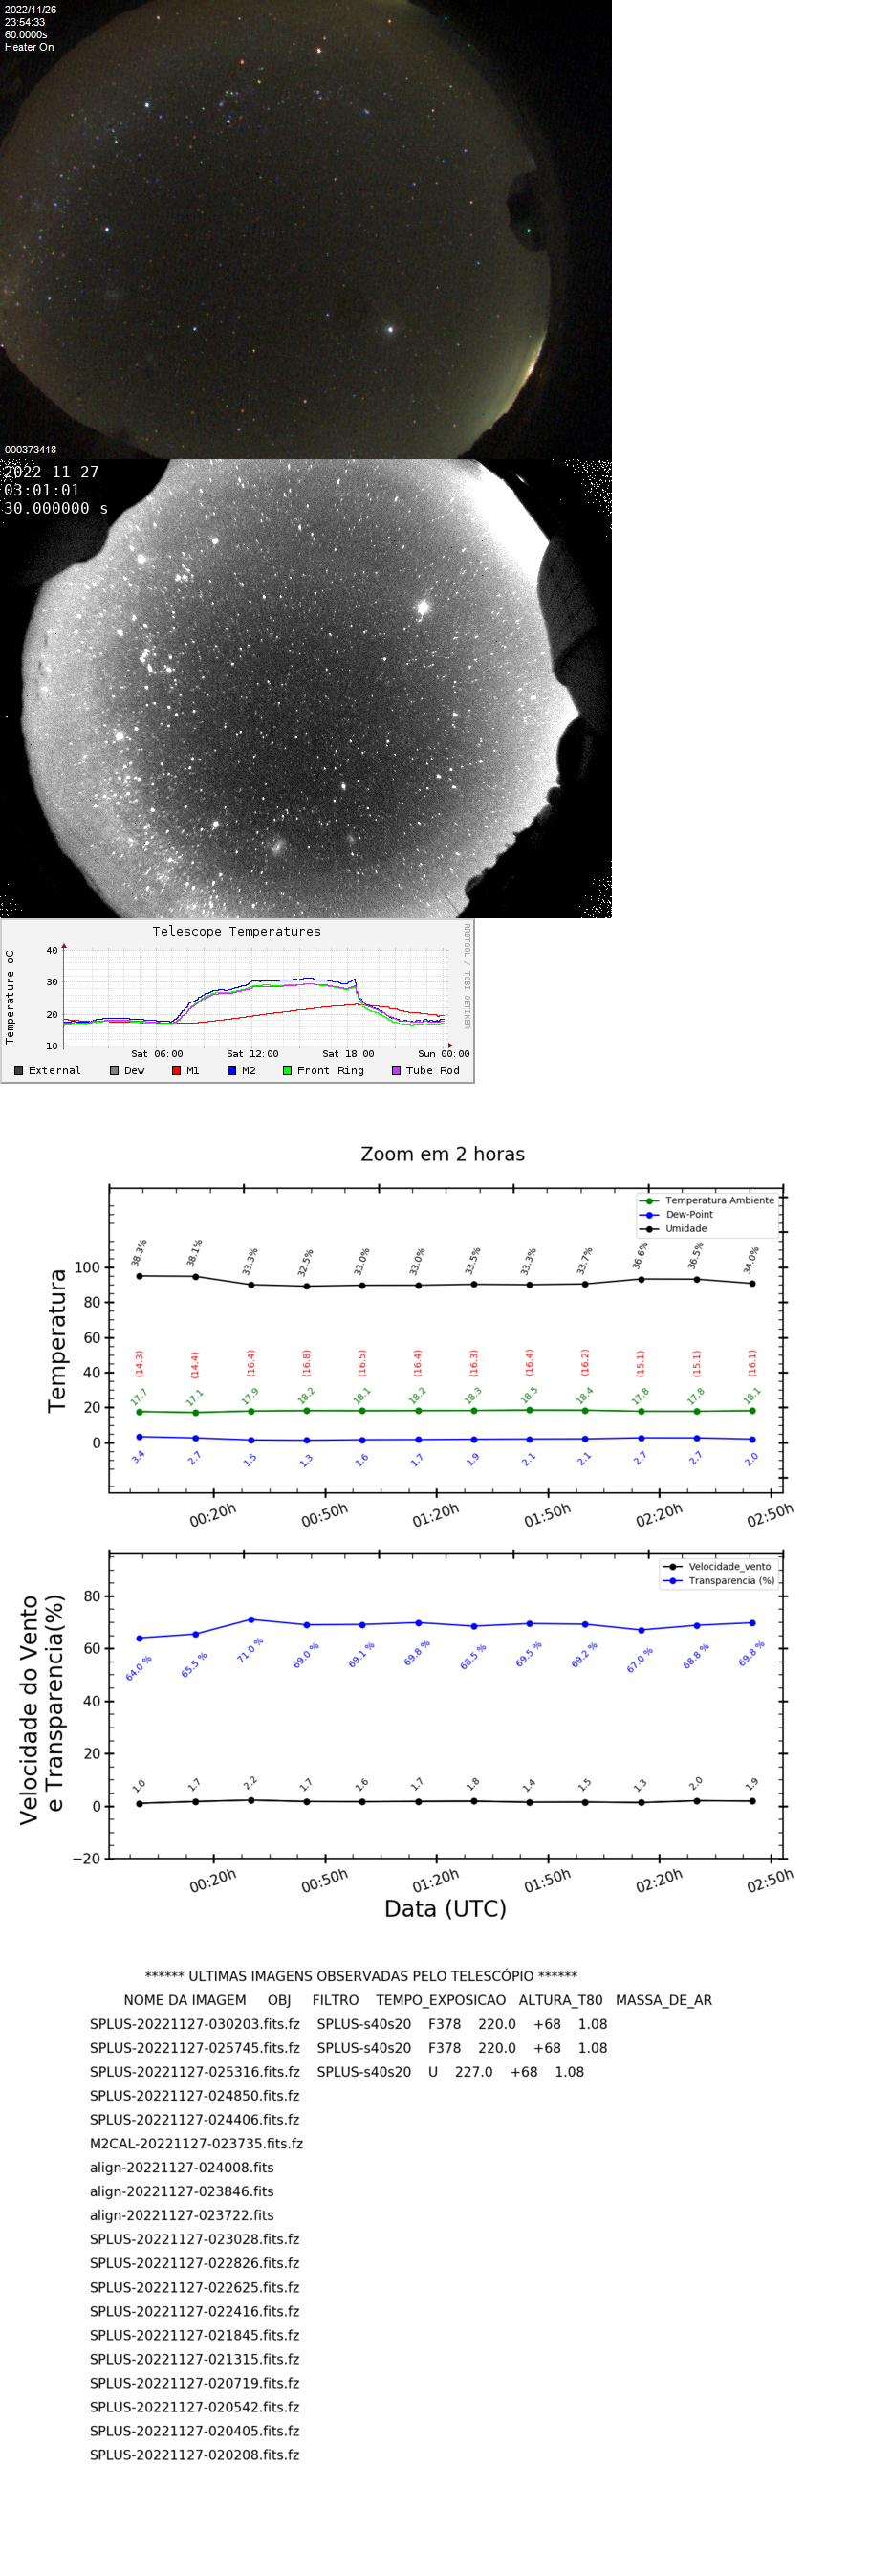 2022/11/26
23:54:33
60.0000s
Heater On
000373418
2022-11-27
03:01:01
30.000000 s
Telescope Temperatures
RRDTOOL / TOBI OETIKER
Temperature oC
40
30
20
10
Sat 06:00 Sat 12:00 Sat 18:00 Sun 00:00
External Dew M1 M2 Front Ring Tube Rod
Zoom em 2 horas
Temperatura Ambiente
Dew-Point
Umidade
Temperatura
100
80
60
40
20
0
38.3% 38.1% 33.3% 32.5% 33.0% 33.0% 33.5% 33.3% 33.7% 36.6% 36.5% 34.0%
(14.3) (14.4) (16.4) (16.8) (16.5) (16.4) (16.3) (16.4) (16.2) (15.1) (15.1) (16.1)
17.7 17.1 17.9 18.2 18.1 18.2 18.3 18.5 18.4 17.8 17.8 18.1
3.4 2.7 1.5 1.3 1.6 1.7 1.9 2.1 2.1 2.7 2.7 2.0
00:20h 00:50h 01:20h 01:50h 02:20h 02:50h
Velocidade_vento
Transparencia (%)
Velocidade do Vento
e Transparencia(%)
80
60
40
20
0
−20
64.0 % 65.5 % 71.0 % 69.0 % 69.1 % 69.8 % 68.5 % 69.5 % 69.2 % 67.0 % 68.8 % 69.8 %
1.0 1.7 2.2 1.7 1.6 1.7 1.8 1.4 1.5 1.3 2.0 1.9
00:20h 00:50h 01:20h 01:50h 02:20h 02:50h
Data (UTC)
****** ULTIMAS IMAGENS OBSERVADAS PELO TELESCÓPIO ******
NOME DA IMAGEM OBJ FILTRO TEMPO_EXPOSICAO ALTURA_T80 MASSA_DE_AR
SPLUS-20221127-030203.fits.fz SPLUS-s40s20 F378 220.0 +68 1.08
SPLUS-20221127-025745.fits.fz SPLUS-s40s20 F378 220.0 +68 1.08
SPLUS-20221127-025316.fits.fz SPLUS-s40s20 U 227.0 +68 1.08
SPLUS-20221127-024850.fits.fz
SPLUS-20221127-024406.fits.fz
M2CAL-20221127-023735.fits.fz
align-20221127-024008.fits
align-20221127-023846.fits
align-20221127-023722.fits
SPLUS-20221127-023028.fits.fz
SPLUS-20221127-022826.fits.fz
SPLUS-20221127-022625.fits.fz
SPLUS-20221127-022416.fits.fz
SPLUS-20221127-021845.fits.fz
SPLUS-20221127-021315.fits.fz
SPLUS-20221127-020719.fits.fz
SPLUS-20221127-020542.fits.fz
SPLUS-20221127-020405.fits.fz
SPLUS-20221127-020208.fits.fz